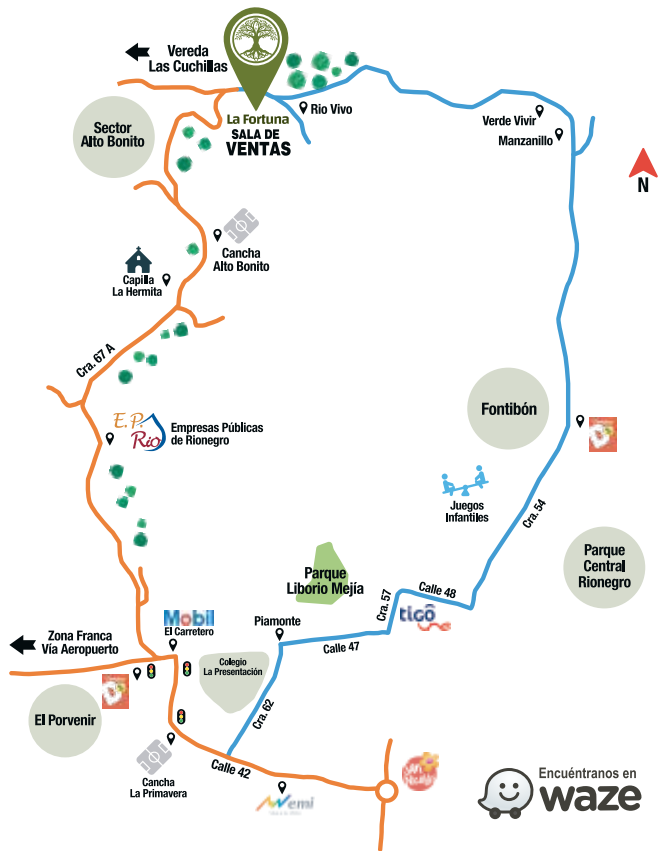 Vereda
Las Cuchillas
La Fortuna
SALA DE
VENTAS
Rio Vivo
Verde Vivir
Manzanillo
Sector
Alto Bonito
N
Cancha
Alto Bonito
Capilla
La Hermita
Cra. 67 A
E.P.
Rio
Empresas Públicas
de Rionegro
Fontibón
Juegos
Infantiles
Cra. 54
Parque
Central
Rionegro
Parque
Liborio Mejía
Cra. 57
Calle 48
tigô
Mobil
El Carretero
Piamonte
Calle 47
Zona Franca
Vía Aeropuerto
Colegio
La Presentación
Cra. 62
El Porvenir
Cancha
La Primavera
Calle 42
emi
Encuéntranos en
waze